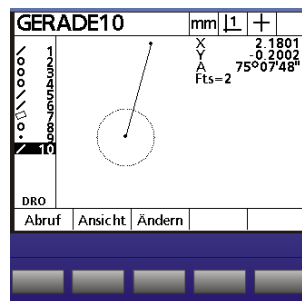 GERADE10 mm 1
X 2.1801
Y -0.2002
A 75°07'48"
Fts=2
1
2
3
4
5
6
7
8
9
10
DRO
Abruf Ansicht Ändern